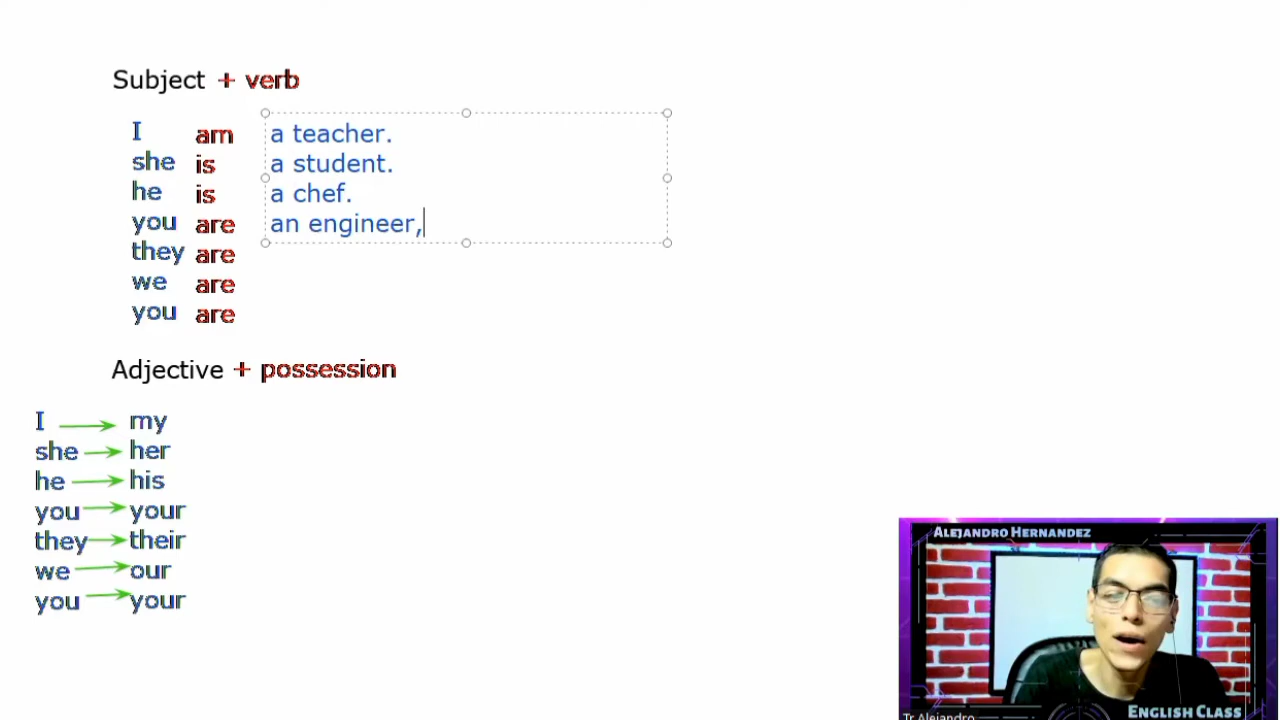 Subject + verb
I am a teacher.
she is a student.
he is a chef.
you are an engineer,
they are
we are
you are
Adjective + possession
I my
she her
he his
you your
they their
we our
you your
Alejandro Hernandez
English Class
Tr Alejandro